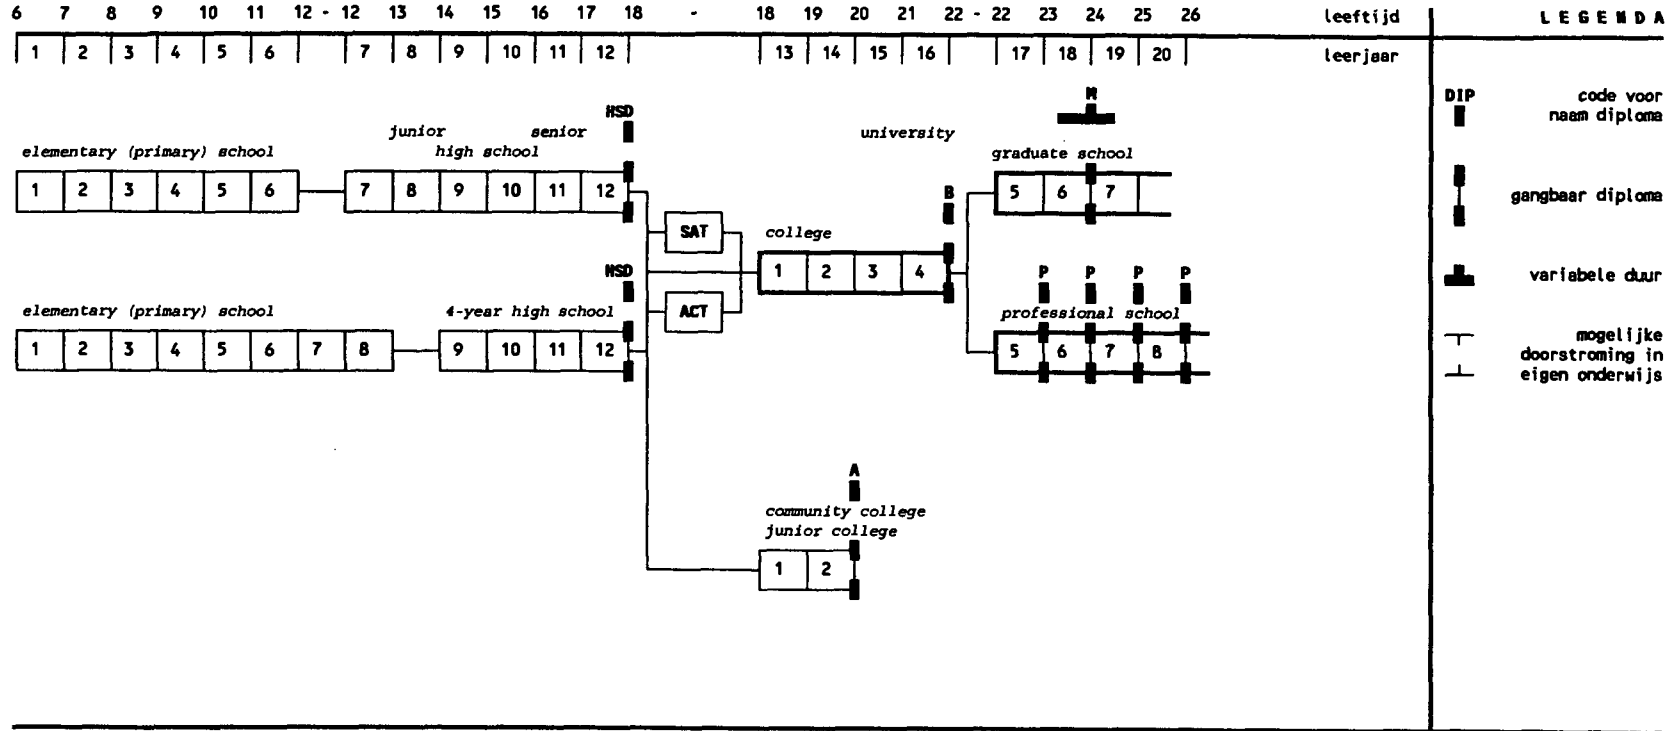 6 7 8 9 10 11 12 - 12 13 14 15 16 17 18 - 18 19 20 21 22 - 22 23 24 25 26 leeftijd
1 2 3 4 5 6 7 8 9 10 11 12 13 14 15 16 17 18 19 20 leerjaar
LEGENDA
HSD
M
DIP
code voor
naam diploma
junior senior
university
elementary (primary) school
high school
graduate school
1 2 3 4 5 6 7 8 9 10 11 12
B
5 6 7
gangbaar diploma
SAT
college
HSD
1 2 3 4
P P P P
variabele duur
ACT
elementary (primary) school
4-year high school
professional school
1 2 3 4 5 6 7 8 9 10 11 12
5 6 7 8
mogelijke
doorstroming in
eigen onderwijs
A
community college
junior college
1 2